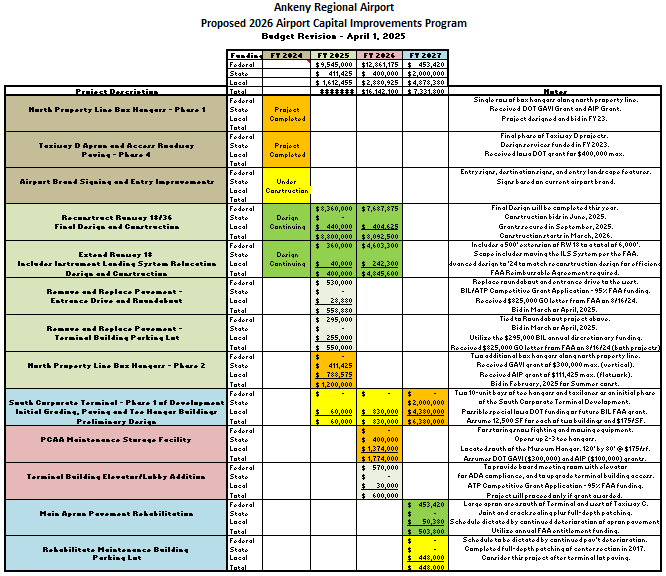 Ankeny Regional Airport
Proposed 2026 Airport Capital Improvements Program
Budget Revision - April 1, 2025
Funding FY 2024 FY 2025 FY 2026 FY 2027
Federal $9,545,000 $12,861,175 $ 453,420
State $ 411,425 $ 400,000 $2,000,000
Local $ 1,612,455 $ 2,880,925 $ 4,878,380
Project Description Total ####### $16,142,100 $ 7,331,800 Notes
Federal Single row of box hangars along north property line.
North Property Line Box Hangers - Phase 1 State Project Received DOT GAVI Grant and AIP Grant.
Local Completed Project designed and bid in FY23.
Total
Federal Final phase of Taxiway D projects.
Taxiway D Apron and Access Roadway State Project Design services funded in FY2023.
Paving - Phase 4 Local Completed Received Iowa DOT grant for $400,000 max.
Total
Federal Entry signs, destination signs, and entry landscape features.
Airport Brand Signing and Entry Improvements State Under Signs based on current airport brand.
Local Construction
Total
Federal $8,360,000 $7,687,875 Final Design will be completed this year.
Reconstruct Runway 18/36 State Design $ - Construction bid in June, 2025.
Final Design and Construction Local Continuing $ 440,000 $ 404,625 Grants secured in September, 2025.
Total $8,800,000 $8,092,500 Construction starts in March, 2026.
Federal $ 360,000 $4,603,300 Includes a 500' extension of RW 18 to a total of 6,000'.
Extend Runway 18 State Design Scope includes moving the ILS System per the FAA.
Includes Instrument Landing System Relocation Local Continuing $ 40,000 $ 242,300 dvanced design to '24 to match reconstruction design for efficien
Design and Construction Total $ 400,000 $4,845,600 FAA Reimburable Agreement required.
Federal $ 530,000 Replace roundabout and entrance drive to the west.
Remove and Replace Pavement - State $ - BIL/ATP Competitive Grant Application - 95% FAA funding.
Entrance Drive and Roundabout Local $ 28,880 Received $825,000 GO letter from FAA on 8/16/24.
Total $ 558,880 Bid in March or April, 2025.
Federal $ 295,000 Tied to Roundabout project above.
Remove and Replace Pavement - State $ - Bid in March or April, 2025.
Terminal Building Parking Lot Local $ 255,000 Utilize the $295,000 BIL annual discretionary funding.
Total $ 550,000 Received $825,000 GO letter from FAA on 8/16/24 (both projects)
Federal $ - Two additional box hangars along north property line.
North Property Line Box Hangers - Phase 2 State $ 411,425 Received GAVI grant of $300,000 max. (vertical).
Local $ 788,575 Received AIP grant of $111,425 max. (flatwork).
Total $1,200,000 Bid in February, 2025 for Summer const.
Federal $ - $ - $ - Two 10-unit bays of tee hangars and taxilanes as an initial phase
South Corporate Terminal - Phase 1 of Development State $2,000,000 of the South Corporate Terminal Development.
Initial Grading, Paving and Tee Hangar Building: Local $ 60,000 $ 830,000 $4,380,000 Possible special Iowa DOT funding or future BIL FAA grant.
Preliminary Design Total $ 60,000 $ 830,000 $6,380,000 Assume 12,500 SF for each of two buildings and $175/SF.
Federal $ - For storing snow fighting and mowing equipment.
PCAA Maintenance Storage Facility State $ 400,000 Opens up 2-3 tee hangars.
Local $ 1,374,000 Located south of the Museum Hangar. 120' by 80' @ $175/sf.
Total $ 1,774,000 Assumes DOT GAVI ($300,000) and AIP ($100,000) grants.
Federal $ 570,000 To provide board meeting room with elevator
Terminal Building Elevator/Lobby Addition State $ - for ADA compliance, and to upgrade terminal building access.
Local $ 30,000 ATP Competitive Grant Application - 95% FAA funding.
Total $ 600,000 Project will proceed only if grant awarded.
Federal $ 453,420 Large apron area south of Terminal and west of Taxiway C.
Main Apron Pavement Rehabilitation State $ - Joint and crack sealing plus full-depth patching.
Local $ 50,380 Schedule dictated by continued deterioration of apron pavement
Total $ 503,800 Utilize annual FAA entitlement funding.
Federal $ - Schedule to be dictated by continued pav't deterioration.
Rehabilitate Maintenance Building State $ - Completed full-depth patching of center section in 2017.
Parking Lot Local $ 448,000 Consider this project after terminal lot paving.
Total $ 448,000